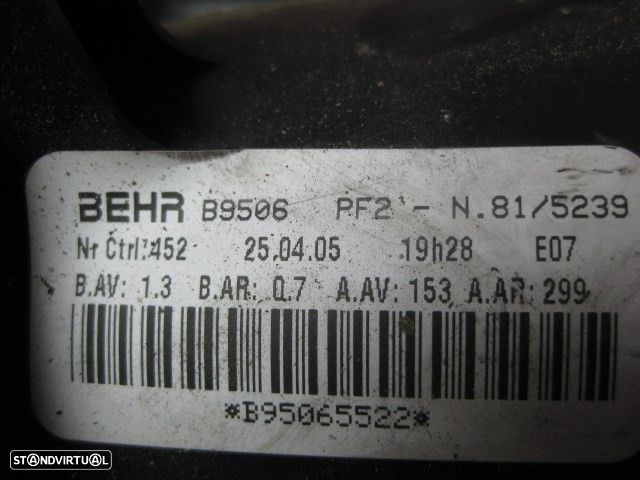 BEHR B9506 PF2 - N.81/5239
Nr Ctrl: 452 25.04.05 19h28 E07
B.AV: 1.3 B.AR: 0.7 A.AV: 153 A.AR: 299
*B95065522*
STANDVIRTUAL